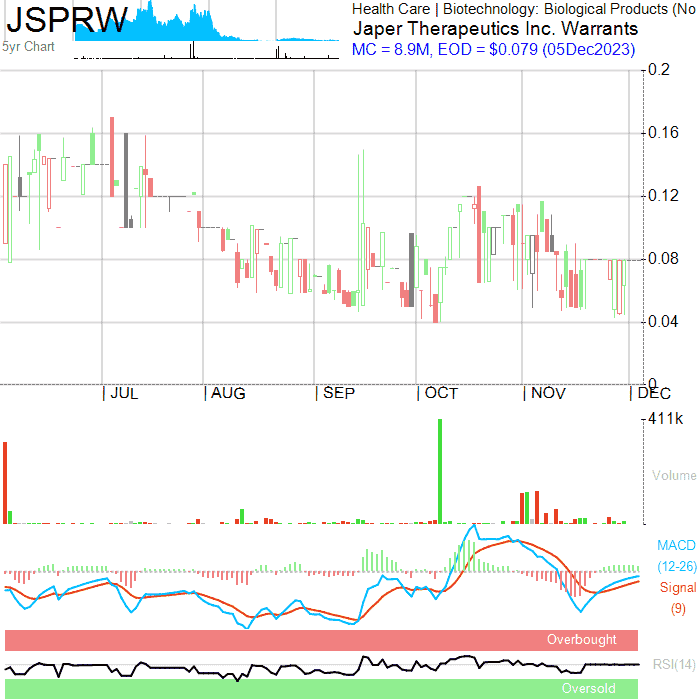 JSPRW
5yr Chart
Health Care | Biotechnology: Biological Products (No
Japer Therapeutics Inc. Warrants
MC = 8.9M, EOD = $0.079 (05Dec2023)
0.2
0.16
0.12
0.08
0.04
0
| JUL | AUG | SEP | OCT | NOV | DEC
411k
Volume
MACD
(12-26)
Signal
(9)
Overbought
RSI(14)
Oversold